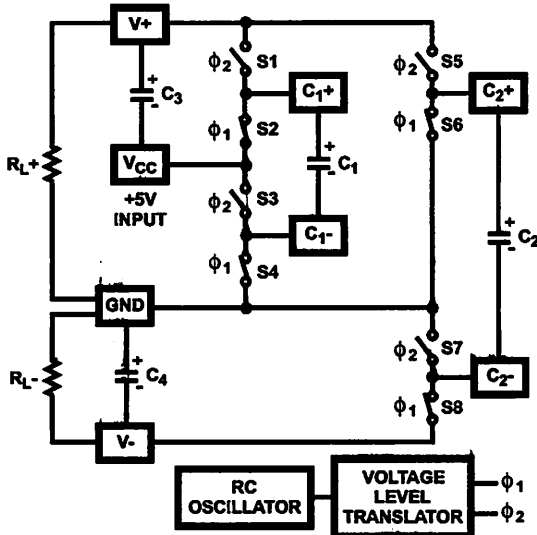 V+
ϕ2 S1
ϕ2 S5
+
C3
-
C1+
C2+
ϕ1 S2
ϕ1 S6
RL+
VCC
+
C1
-
+5V
INPUT
S3
ϕ2
C1-
+
C2
-
ϕ1 S4
GND
ϕ2 S7
RL-
+
C4
-
C2-
ϕ1 S8
V-
RC
OSCILLATOR
VOLTAGE
LEVEL
TRANSLATOR
ϕ1
ϕ2